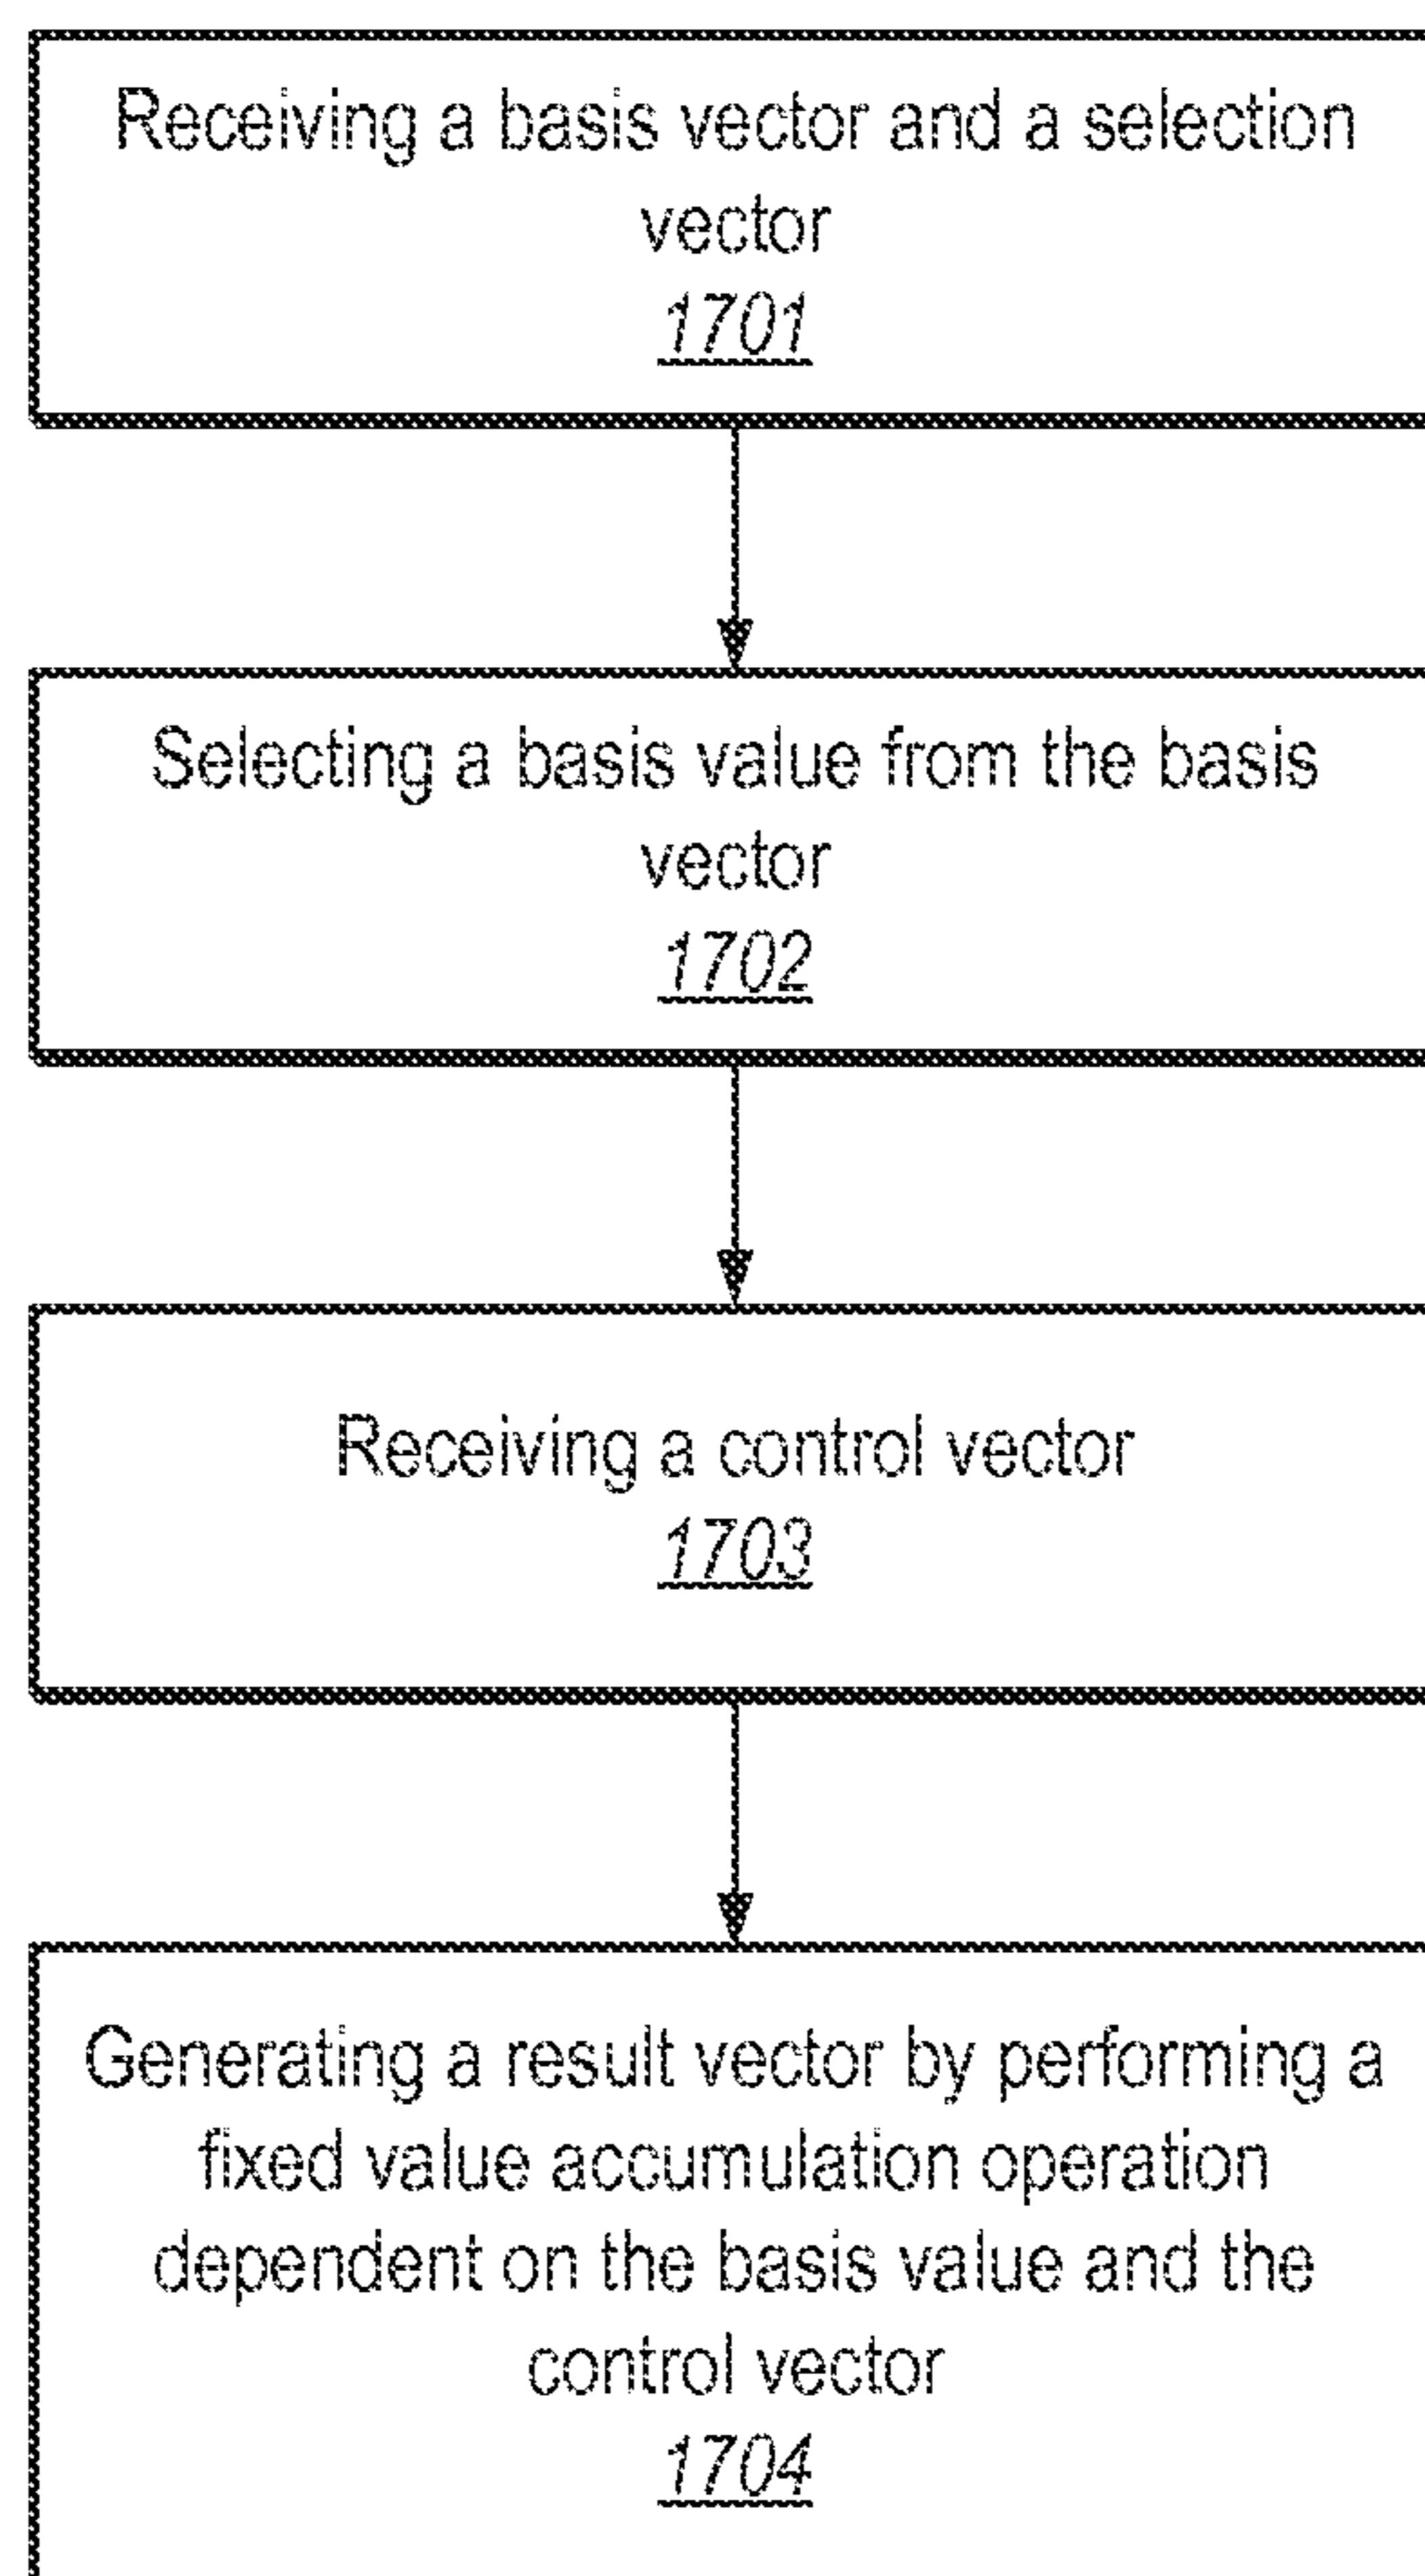 Receiving a basis vector and a selection
vector
1701
Selecting a basis value from the basis
vector
1702
Receiving a control vector
1703
Generating a result vector by performing a
fixed value accumulation operation
dependent on the basis value and the
control vector
1704